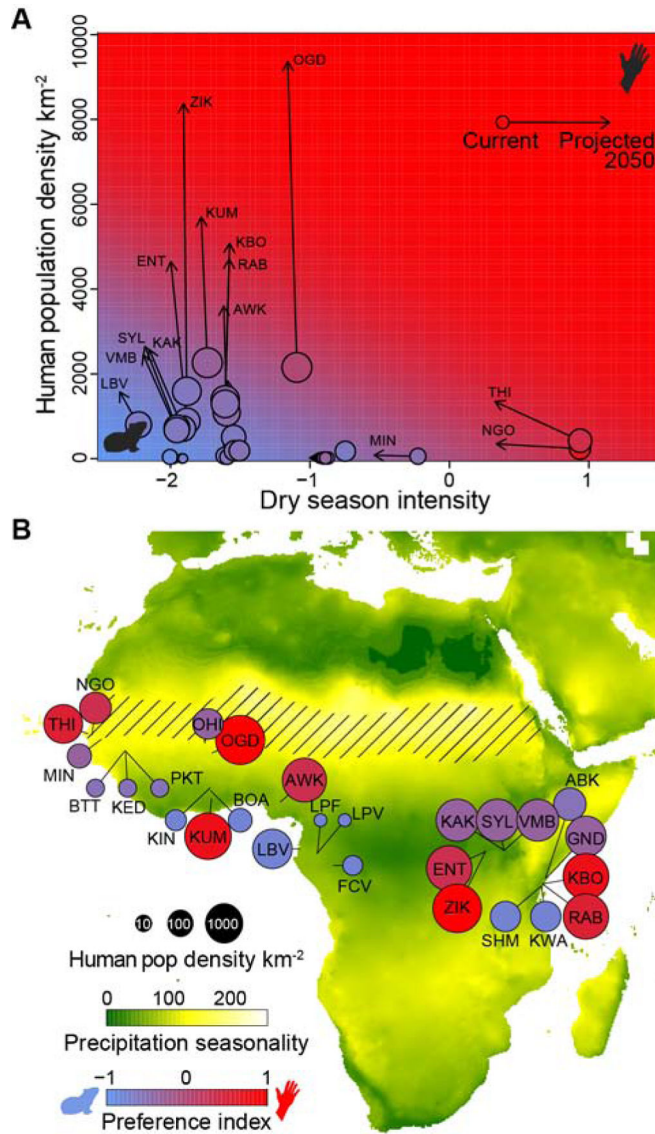 A
10000
8000
6000
4000
2000
0
Human population density km-2
OGD
ZIK
Current Projected
2050
KUM
KBO
ENT
RAB
AWK
SYL KAK
VMB
LBV
THI
NGO
MIN
−2 −1 0 1
Dry season intensity
B
NGO
THI
OHI
OGD
MIN
BTT KED PKT
AWK
ABK
KIN KUM BOA
LPF LPV
KAK SYL VMB
GND
LBV
FCV
ENT
KBO
ZIK
RAB
SHM KWA
10 100 1000
Human pop density km-2
0 100 200
Precipitation seasonality
−1 0 1
Preference index